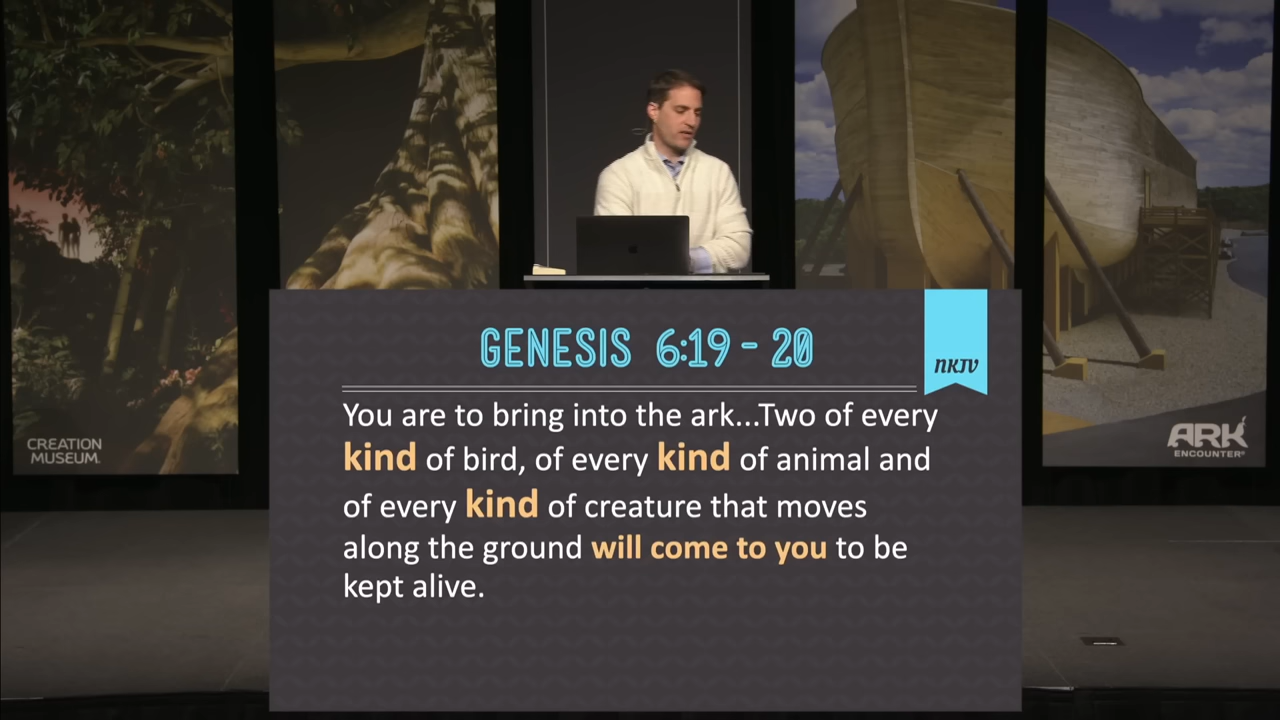 GENESIS 6:19 - 20
NKJV
You are to bring into the ark...Two of every
kind of bird, of every kind of animal and
of every kind of creature that moves
along the ground will come to you to be
kept alive.
CREATION
MUSEUM
ARK
ENCOUNTER